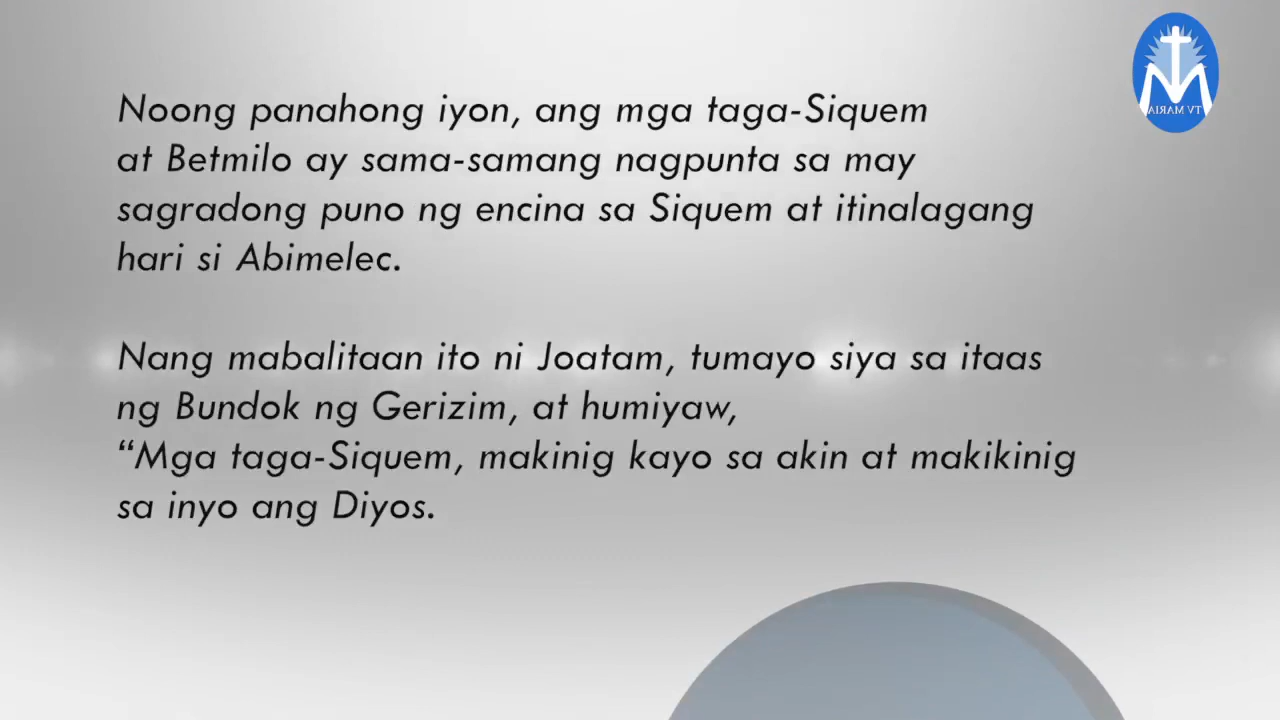 Noong panahong iyon, ang mga taga-Siquem
at Betmilo ay sama-samang nagpunta sa may
sagradong puno ng encina sa Siquem at itinalagang
hari si Abimelec.
Nang mabalitaan ito ni Joatam, tumayo siya sa itaas
ng Bundok ng Gerizim, at humiyaw,
“Mga taga-Siquem, makinig kayo sa akin at makikinig
sa inyo ang Diyos.
TV MARIA